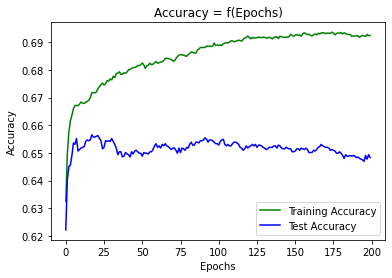 Accuracy = f(Epochs)
0.69
0.68
0.67
0.66
0.65
0.64
0.63
0.62
Accuracy
0 25 50 75 100 125 150 175 200
Epochs
Training Accuracy
Test Accuracy